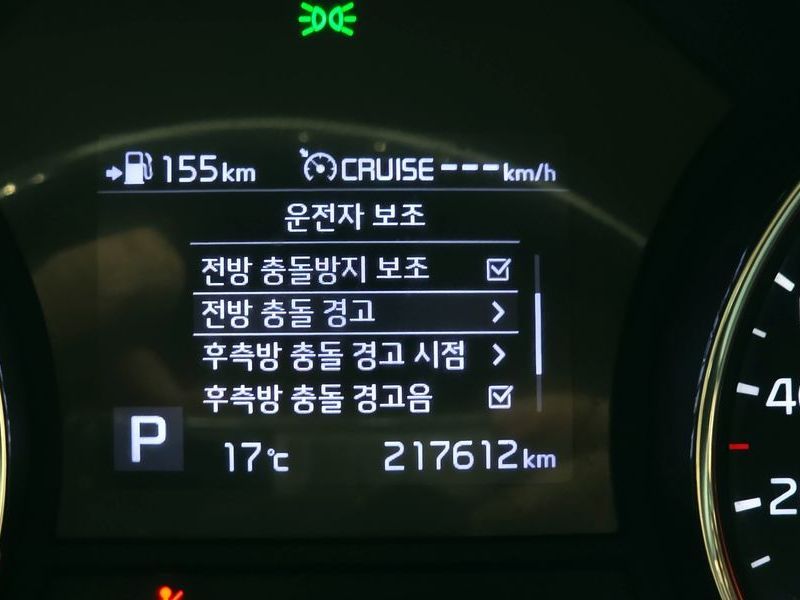 155km CRUISE ---km/h
운전자 보조
전방 충돌방지 보조
전방 충돌 경고
후측방 충돌 경고 시점
후측방 충돌 경고음
P 17℃ 217612km
40
20